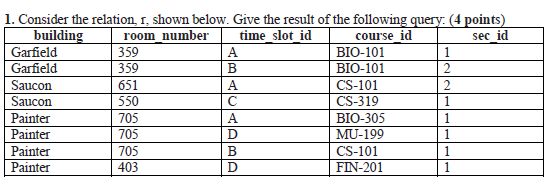 1. Consider the relation, r, shown below. Give the result of the following query: (4 points)
building room_number time_slot_id course_id sec_id
Garfield 359 A BIO-101 1
Garfield 359 B BIO-101 2
Saucon 651 A CS-101 2
Saucon 550 C CS-319 1
Painter 705 A BIO-305 1
Painter 705 D MU-199 1
Painter 705 B CS-101 1
Painter 403 D FIN-201 1